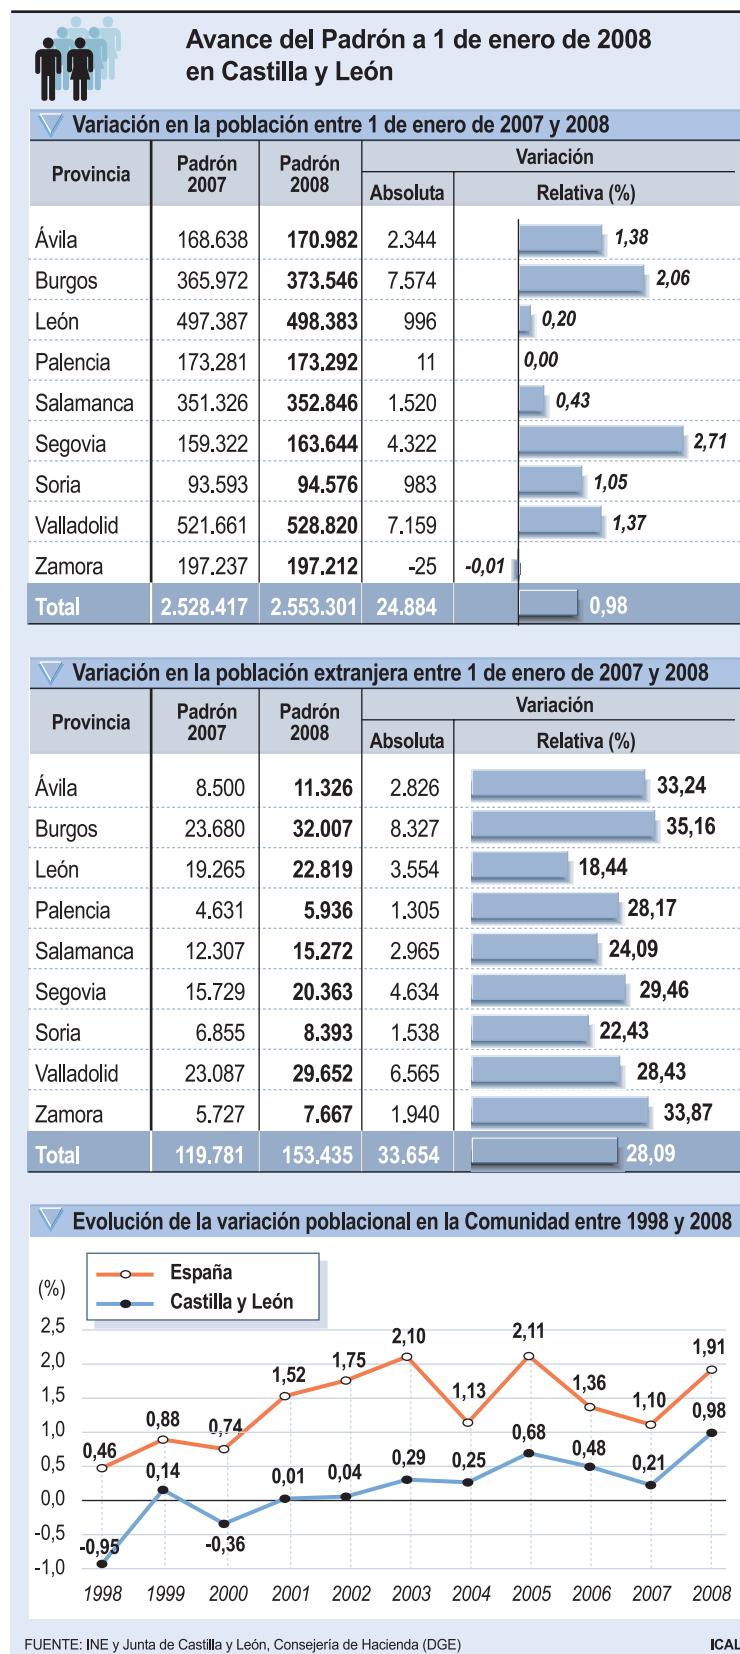 Avance del Padrón a 1 de enero de 2008
en Castilla y León
Variación en la población entre 1 de enero de 2007 y 2008
Provincia Padrón 2007 Padrón 2008 Variación
Absoluta Relativa (%)
Ávila 168.638 170.982 2.344 1,38
Burgos 365.972 373.546 7.574 2,06
León 497.387 498.383 996 0,20
Palencia 173.281 173.292 11 0,00
Salamanca 351.326 352.846 1.520 0,43
Segovia 159.322 163.644 4.322 2,71
Soria 93.593 94.576 983 1,05
Valladolid 521.661 528.820 7.159 1,37
Zamora 197.237 197.212 -25 -0,01
Total 2.528.417 2.553.301 24.884 0,98
Variación en la población extranjera entre 1 de enero de 2007 y 2008
Provincia Padrón 2007 Padrón 2008 Variación
Absoluta Relativa (%)
Ávila 8.500 11.326 2.826 33,24
Burgos 23.680 32.007 8.327 35,16
León 19.265 22.819 3.554 18,44
Palencia 4.631 5.936 1.305 28,17
Salamanca 12.307 15.272 2.965 24,09
Segovia 15.729 20.363 4.634 29,46
Soria 6.855 8.393 1.538 22,43
Valladolid 23.087 29.652 6.565 28,43
Zamora 5.727 7.667 1.940 33,87
Total 119.781 153.435 33.654 28,09
Evolución de la variación poblacional en la Comunidad entre 1998 y 2008
España
Castilla y León
(%)
2,5
2,0
1,5
1,0
0,5
0,0
-0,5
-1,0
0,46 0,88 0,74 1,52 1,75 2,10 1,13 2,11 1,36 1,10 1,91
-0,95 0,14 -0,36 0,01 0,04 0,29 0,25 0,68 0,48 0,21 0,98
1998 1999 2000 2001 2002 2003 2004 2005 2006 2007 2008
FUENTE: INE y Junta de Castilla y León, Consejería de Hacienda (DGE) ICAL